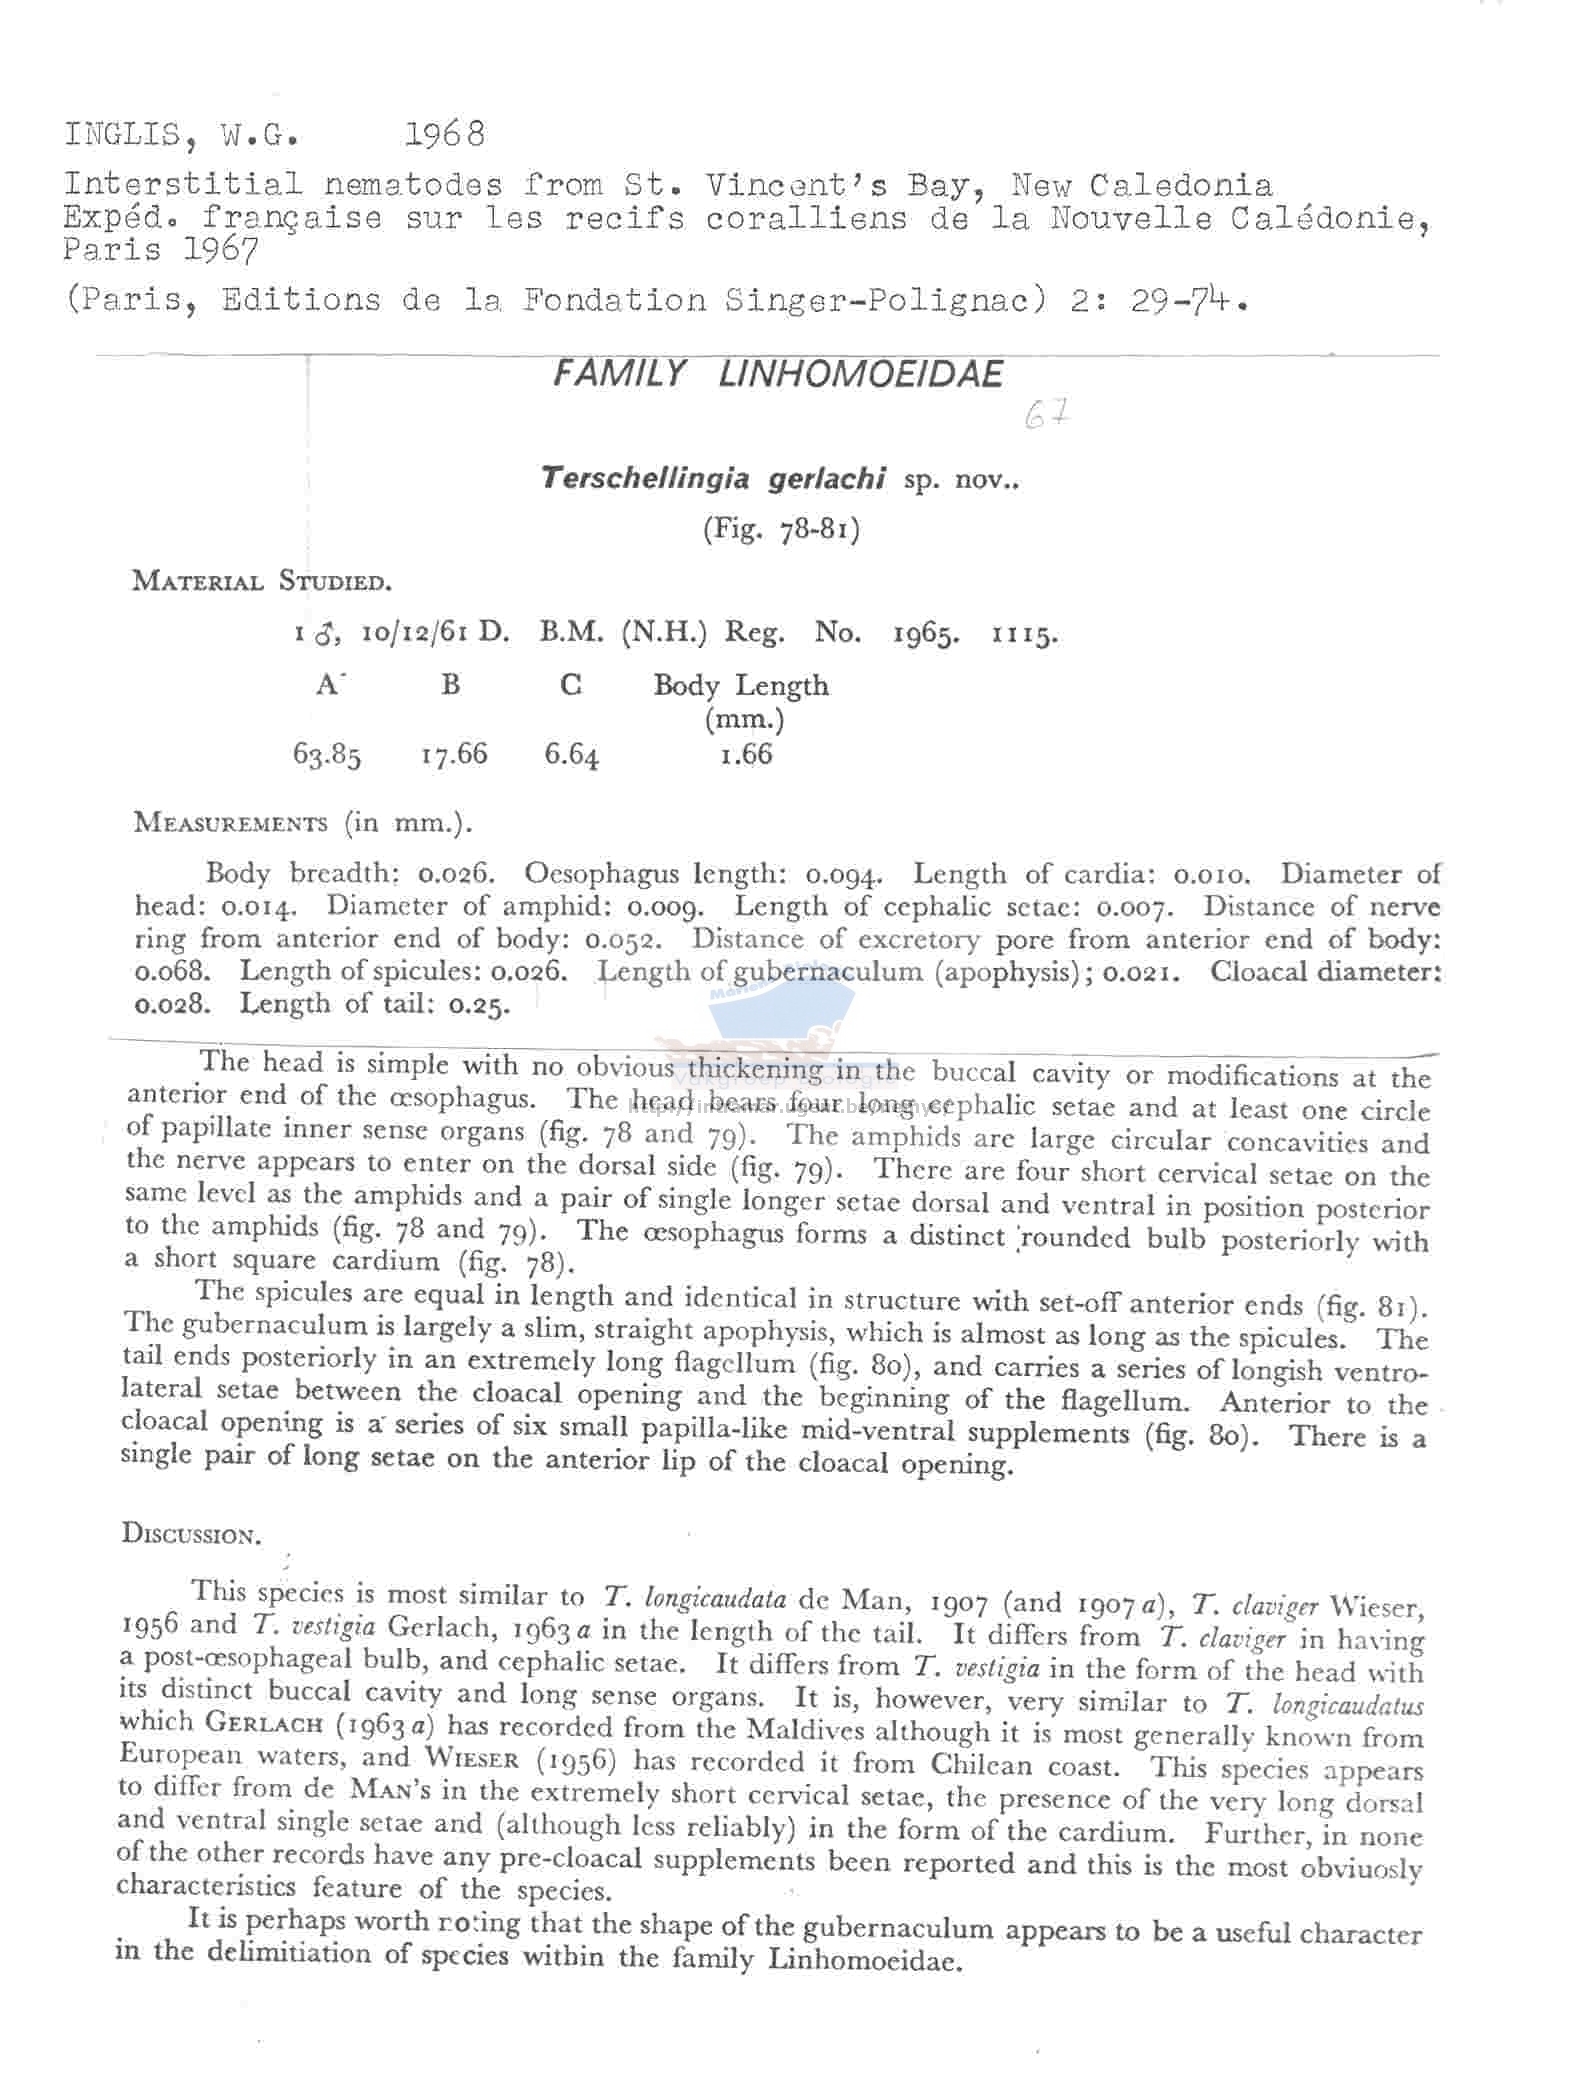 INGLIS, W.G. 1968
Interstitial nematodes from St. Vincent's Bay, New Caledonia
Expéd. française sur les recifs coralliens de la Nouvelle Calédonie,
Paris 1967
(Paris, Editions de la Fondation Singer-Polignac) 2: 29-74.
FAMILY LINHOMOEIDAE
67
Terschellingia gerlachi sp. nov..
(Fig. 78-81)
MATERIAL STUDIED.
1 ♂, 10/12/61 D. B.M. (N.H.) Reg. No. 1965. 1115.
A B C Body Length
(mm.)
63.85 17.66 6.64 1.66
MEASUREMENTS (in mm.).
Body breadth: 0.026. Oesophagus length: 0.094. Length of cardia: 0.010. Diameter of
head: 0.014. Diameter of amphid: 0.009. Length of cephalic setae: 0.007. Distance of nerve
ring from anterior end of body: 0.052. Distance of excretory pore from anterior end of body:
0.068. Length of spicules: 0.026. Length of gubernaculum (apophysis); 0.021. Cloacal diameter:
0.028. Length of tail: 0.25.
The head is simple with no obvious thickening in the buccal cavity or modifications at the
anterior end of the œsophagus. The head bears four long cephalic setae and at least one circle
of papillate inner sense organs (fig. 78 and 79). The amphids are large circular concavities and
the nerve appears to enter on the dorsal side (fig. 79). There are four short cervical setae on the
same level as the amphids and a pair of single longer setae dorsal and ventral in position posterior
to the amphids (fig. 78 and 79). The œsophagus forms a distinct rounded bulb posteriorly with
a short square cardium (fig. 78).
The spicules are equal in length and identical in structure with set-off anterior ends (fig. 81).
The gubernaculum is largely a slim, straight apophysis, which is almost as long as the spicules. The
tail ends posteriorly in an extremely long flagellum (fig. 80), and carries a series of longish ventro-
lateral setae between the cloacal opening and the beginning of the flagellum. Anterior to the
cloacal opening is a series of six small papilla-like mid-ventral supplements (fig. 80). There is a
single pair of long setae on the anterior lip of the cloacal opening.
DISCUSSION.
This species is most similar to T. longicaudata de Man, 1907 (and 1907 a), T. claviger Wieser,
1956 and T. vestigia Gerlach, 1963 a in the length of the tail. It differs from T. claviger in having
a post-œsophageal bulb, and cephalic setae. It differs from T. vestigia in the form of the head with
its distinct buccal cavity and long sense organs. It is, however, very similar to T. longicaudatus
which GERLACH (1963 a) has recorded from the Maldives although it is most generally known from
European waters, and WIESER (1956) has recorded it from Chilean coast. This species appears
to differ from de MAN'S in the extremely short cervical setae, the presence of the very long dorsal
and ventral single setae and (although less reliably) in the form of the cardium. Further, in none
of the other records have any pre-cloacal supplements been reported and this is the most obviuosly
characteristics feature of the species.
It is perhaps worth noting that the shape of the gubernaculum appears to be a useful character
in the delimitiation of species within the family Linhomoeidae.